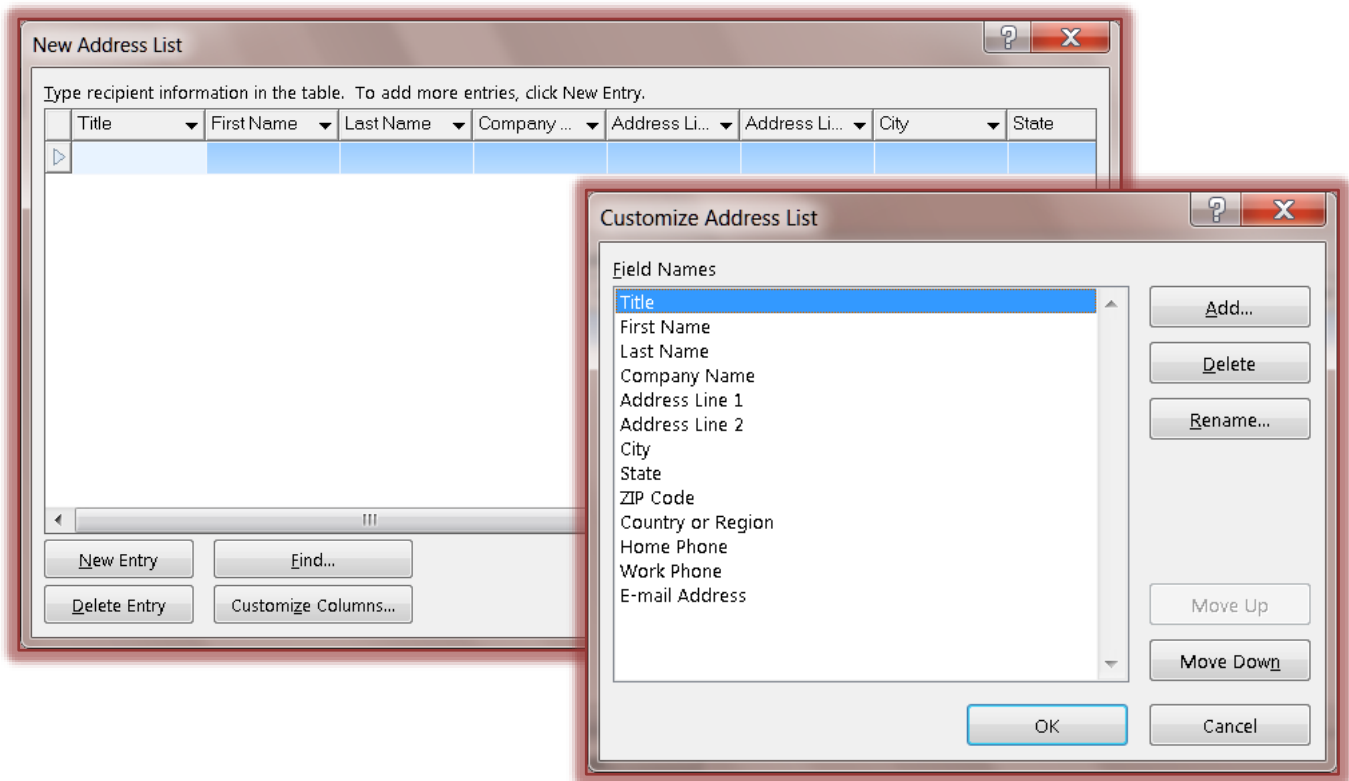 New Address List
Type recipient information in the table. To add more entries, click New Entry.
Title First Name Last Name Company ... Address Li... Address Li... City State
New Entry Find...
Delete Entry Customize Columns...
Customize Address List
Field Names
Title
First Name
Last Name
Company Name
Address Line 1
Address Line 2
City
State
ZIP Code
Country or Region
Home Phone
Work Phone
E-mail Address
Add...
Delete
Rename...
Move Up
Move Down
OK Cancel